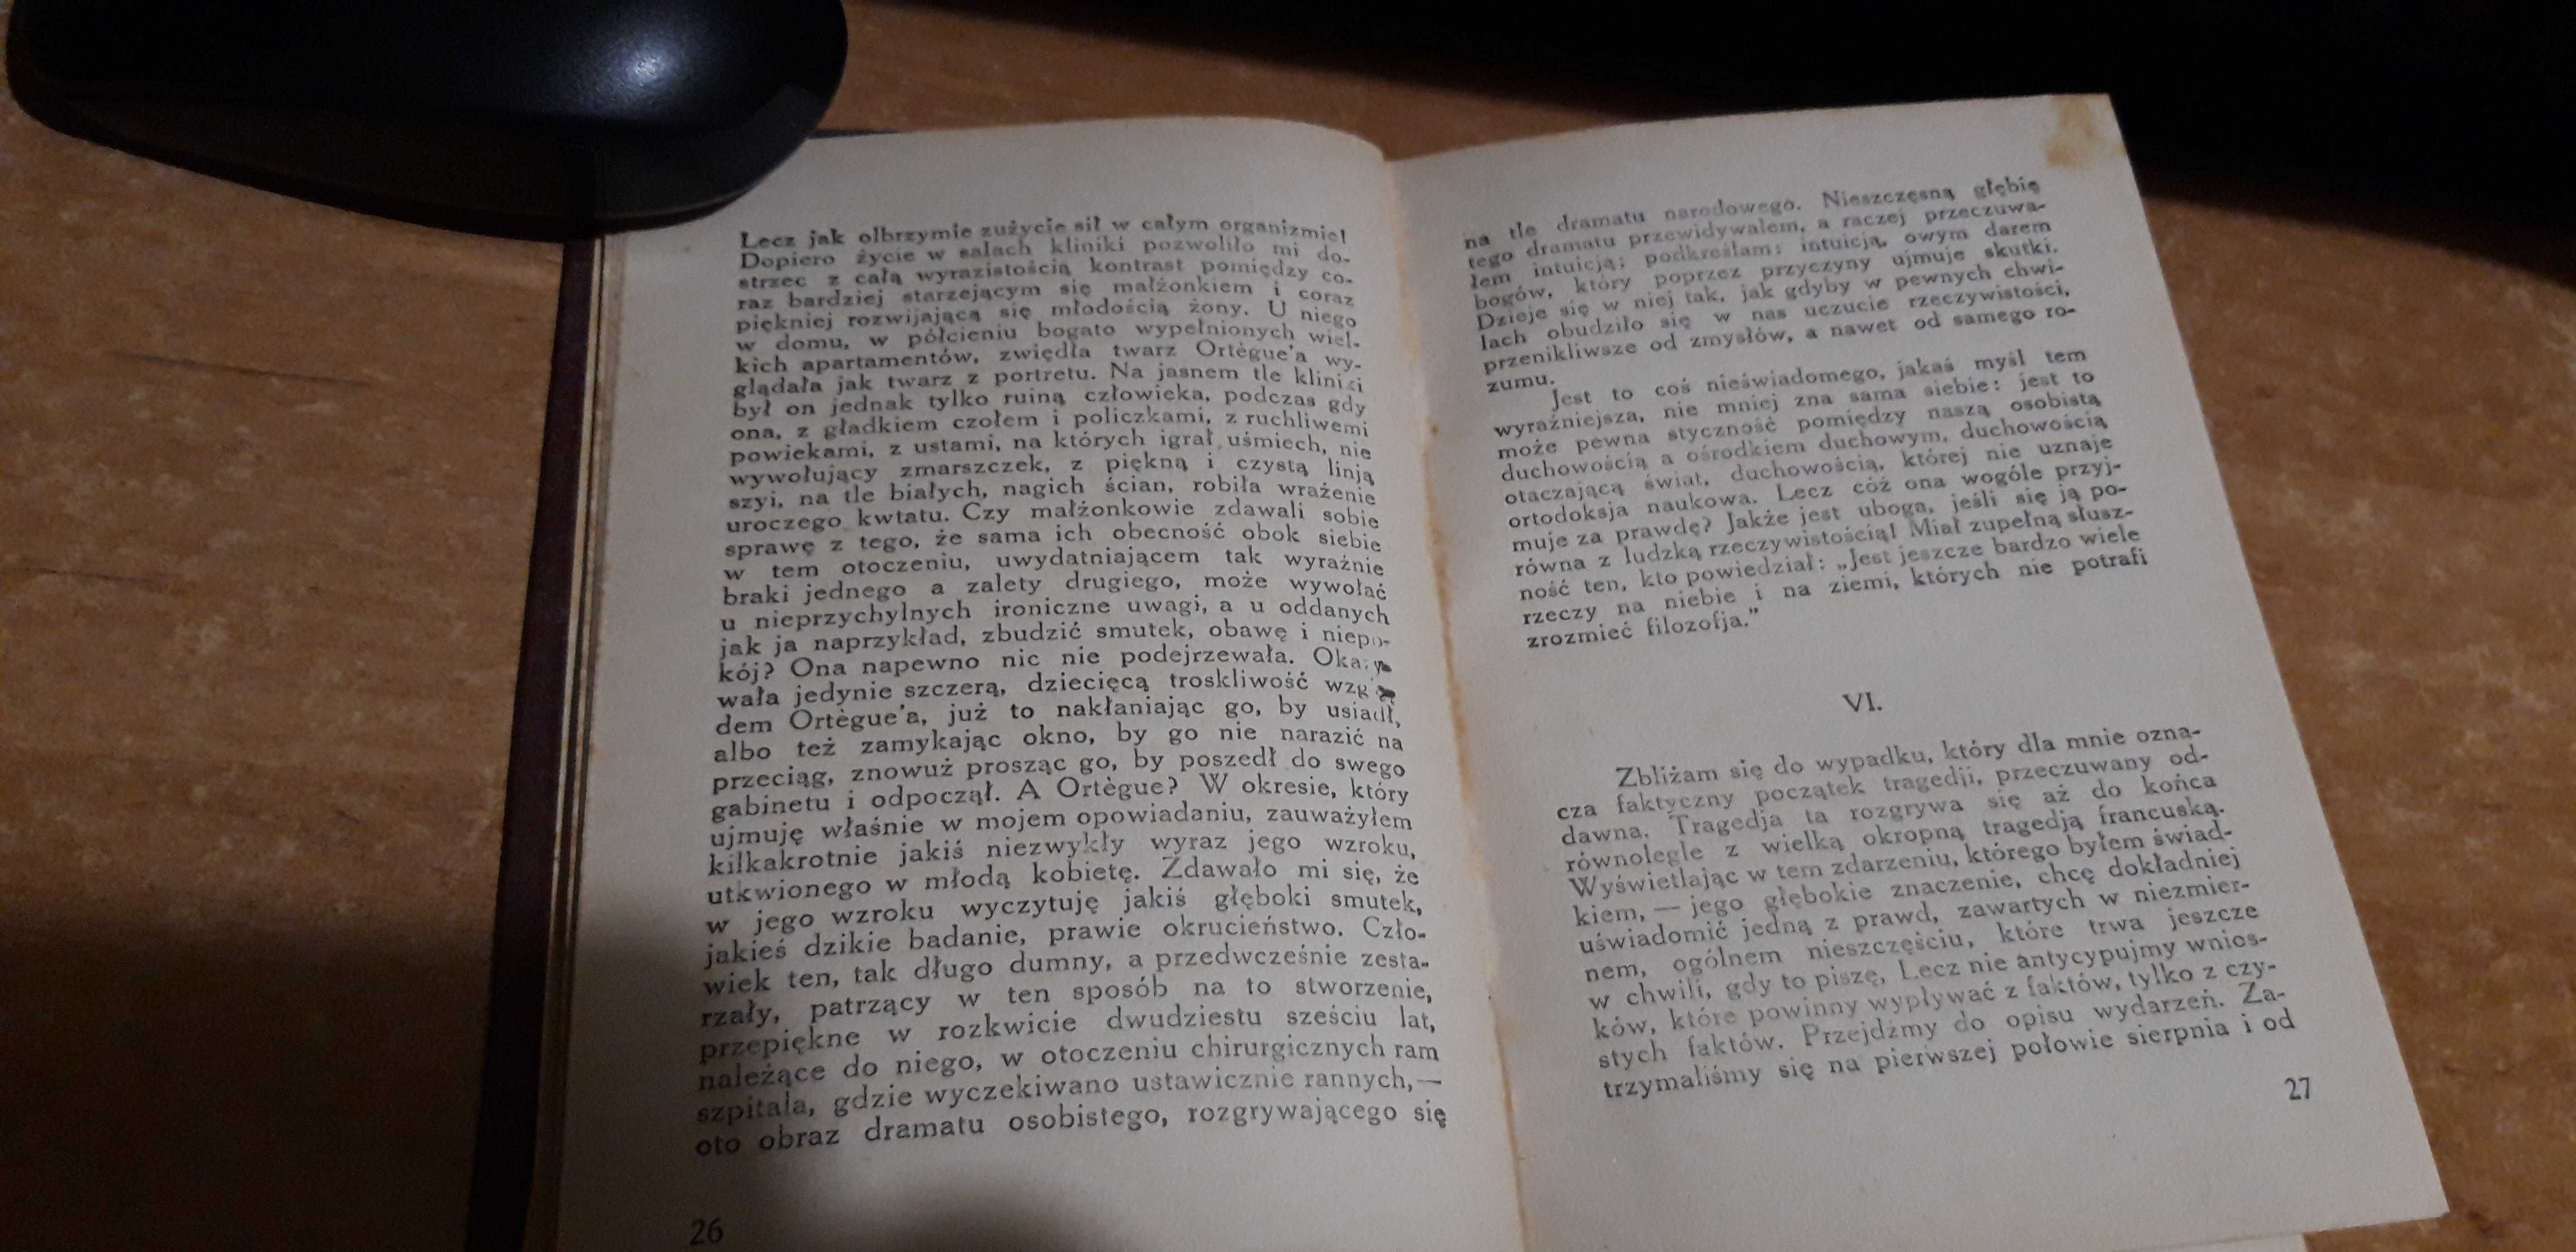 Lecz jak olbrzymie zużycie sił w całym organizmie!
Dopiero życie w salach kliniki pozwoliło mi do-
strzec z całą wyrazistością kontrast pomiędzy co-
raz bardziej starzejącym się małżonkiem i coraz
piękniej rozwijającą się młodością żony. U niego
w domu, w półcieniu bogato wypełnionych wiel-
kich apartamentów, zwiędła twarz Ortègue'a wy-
glądała jak twarz z portretu. Na jasnem tle kliniki
był on jednak tylko ruiną człowieka, podczas gdy
ona, z gładkiem czołem i policzkami, z ruchliwemi
powiekami, z ustami, na których igrał uśmiech, nie
wywołujący zmarszczek, z piękną i czystą linją
szyi, na tle białych, nagich ścian, robiła wrażenie
uroczego kwtatu. Czy małżonkowie zdawali sobie
sprawę z tego, że sama ich obecność obok siebie
w tem otoczeniu, uwydatniającem tak wyraźnie
braki jednego a zalety drugiego, może wywołać
u nieprzychylnych ironiczne uwagi, a u oddanych
jak ja naprzykład, zbudzić smutek, obawę i niepo-
kój? Ona napewno nic nie podejrzewała. Okazy-
wała jedynie szczerą, dziecięcą troskliwość wzglę-
dem Ortègue'a, już to nakłaniając go, by usiadł,
albo też zamykając okno, by go nie narazić na
przeciąg, znowuż prosząc go, by poszedł do swego
gabinetu i odpoczął. A Ortègue? W okresie, który
ujmuję właśnie w mojem opowiadaniu, zauważyłem
kilkakrotnie jakiś niezwykły wyraz jego wzroku,
utkwionego w młodą kobietę. Zdawało mi się, że
w jego wzroku wyczytuję jakiś głęboki smutek,
jakieś dzikie badanie, prawie okrucieństwo. Czło-
wiek ten, tak długo dumny, a przedwcześnie zesta-
rzały, patrzący w ten sposób na to stworzenie,
przepiękne w rozkwicie dwudziestu sześciu lat,
należące do niego, w otoczeniu chirurgicznych ram
szpitala, gdzie wyczekiwano ustawicznie rannych,—
oto obraz dramatu osobistego, rozgrywającego się
26
na tle dramatu narodowego. Nieszczęsną głębię
tego dramatu przewidywałem, a raczej przeczuwa-
łem intuicją; podkreślam: intuicją, owym darem
bogów, który poprzez przyczyny ujmuje skutki.
Dzieje się w niej tak, jak gdyby w pewnych chwi-
lach obudziło się w nas uczucie rzeczywistości,
przenikliwsze od zmysłów, a nawet od samego ro-
zumu.
Jest to coś nieświadomego, jakaś myśl tem
wyraźniejsza, nie mniej zna sama siebie: jest to
może pewna styczność pomiędzy naszą osobistą
duchowością a ośrodkiem duchowym, duchowością
otaczającą świat, duchowością, której nie uznaje
ortodoksja naukowa. Lecz cóż ona wogóle przyj-
muje za prawdę? Jakże jest uboga, jeśli się ją po-
równa z ludzką rzeczywistością! Miał zupełną słusz-
ność ten, kto powiedział: „Jest jeszcze bardzo wiele
rzeczy na niebie i na ziemi, których nie potrafi
zrozmieć filozofja."
VI.
Zbliżam się do wypadku, który dla mnie ozna-
cza faktyczny początek tragedji, przeczuwany od-
dawna. Tragedja ta rozgrywa się aż do końca
równolegle z wielką okropną tragedją francuską.
Wyświetlając w tem zdarzeniu, którego byłem świad-
kiem, — jego głębokie znaczenie, chcę dokładniej
uświadomić jedną z prawd, zawartych w niezmier-
nem, ogólnem nieszczęściu, które trwa jeszcze
w chwili, gdy to piszę, Lecz nie antycypujmy wnios-
ków, które powinny wypływać z faktów, tylko z czy-
stych faktów. Przejdźmy do opisu wydarzeń. Za-
trzymaliśmy się na pierwszej połowie sierpnia i od
27